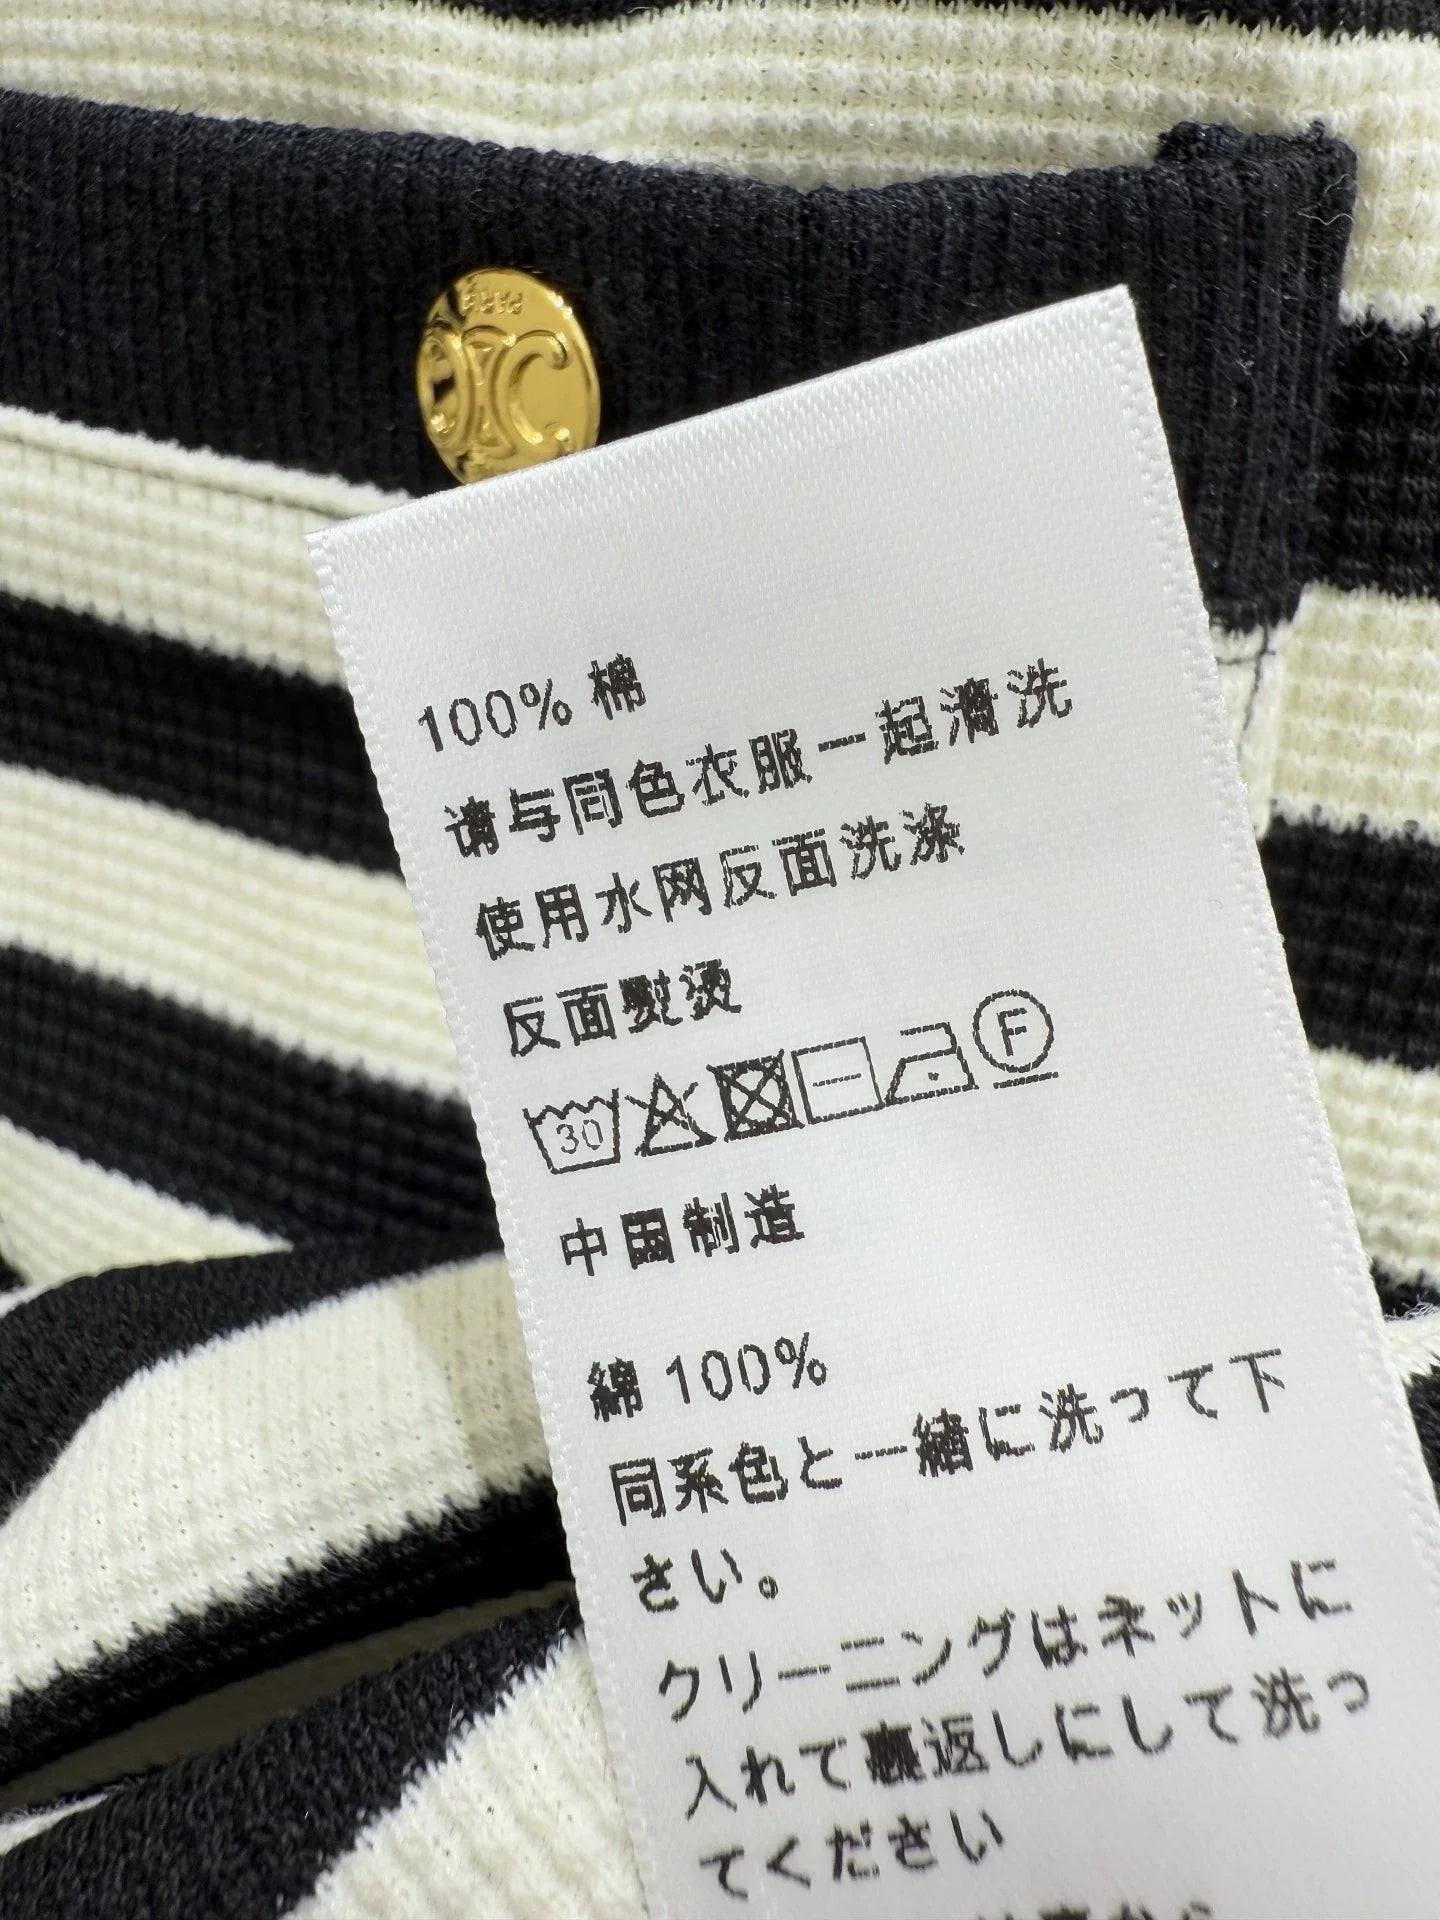 100% 棉
请与同色衣服一起清洗
使用水网反面洗涤
反面熨烫
30
F
中国制造
綿 100%
同系色と一緒に洗って下
さい。
クリーニングはネットに
入れて裏返しにして洗っ
てください